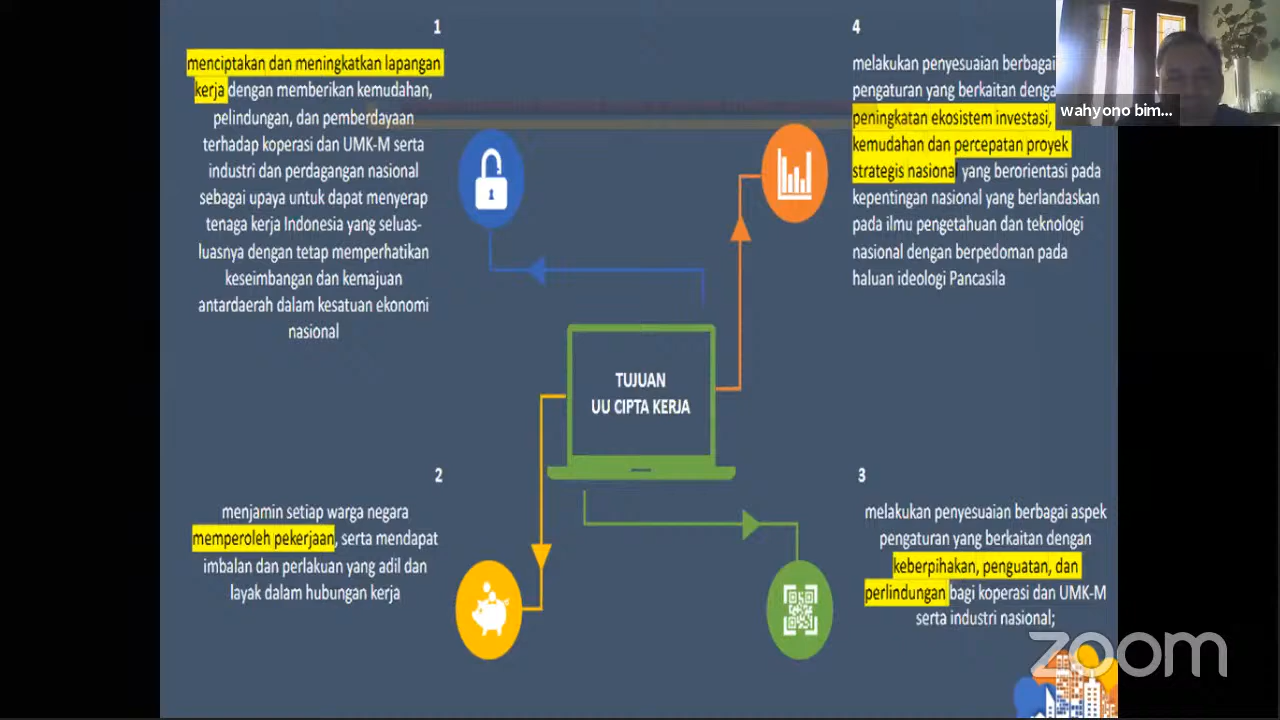 1
menciptakan dan meningkatkan lapangan
kerja dengan memberikan kemudahan,
pelindungan, dan pemberdayaan
terhadap koperasi dan UMK-M serta
industri dan perdagangan nasional
sebagai upaya untuk dapat menyerap
tenaga kerja Indonesia yang seluas-
luasnya dengan tetap memperhatikan
keseimbangan dan kemajuan
antardaerah dalam kesatuan ekonomi
nasional
4
melakukan penyesuaian berbagai
pengaturan yang berkaitan denga
peningkatan ekosistem investasi,
kemudahan dan percepatan proyek
strategis nasional yang berorientasi pada
kepentingan nasional yang berlandaskan
pada ilmu pengetahuan dan teknologi
nasional dengan berpedoman pada
haluan ideologi Pancasila
wahyono bim...
TUJUAN
UU CIPTA KERJA
2
menjamin setiap warga negara
memperoleh pekerjaan, serta mendapat
imbalan dan perlakuan yang adil dan
layak dalam hubungan kerja
3
melakukan penyesuaian berbagai aspek
pengaturan yang berkaitan dengan
keberpihakan, penguatan, dan
perlindungan bagi koperasi dan UMK-M
serta industri nasional;
zoom